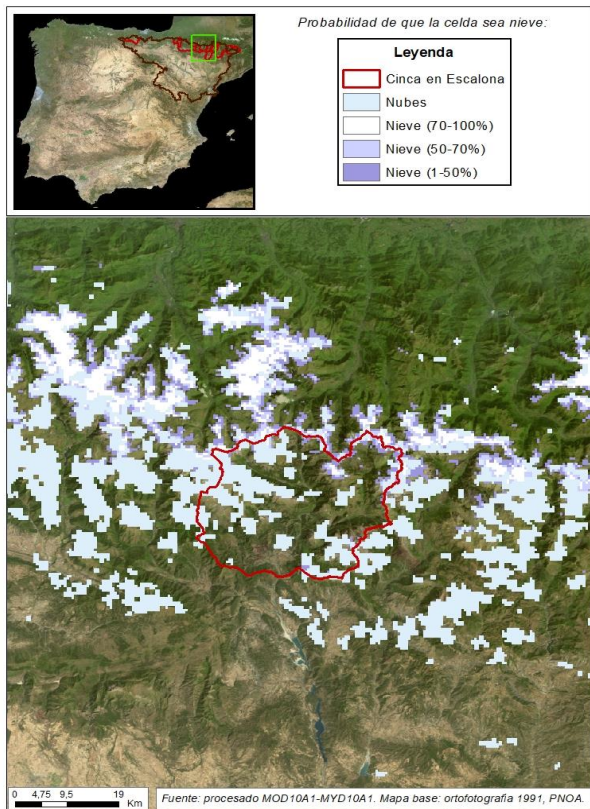 Probabilidad de que la celda sea nieve:
Leyenda
Cinca en Escalona
Nubes
Nieve (70-100%)
Nieve (50-70%)
Nieve (1-50%)
0 4,75 9,5 19
Km
Fuente: procesado MOD10A1-MYD10A1. Mapa base: ortofotografia 1991, PNOA.